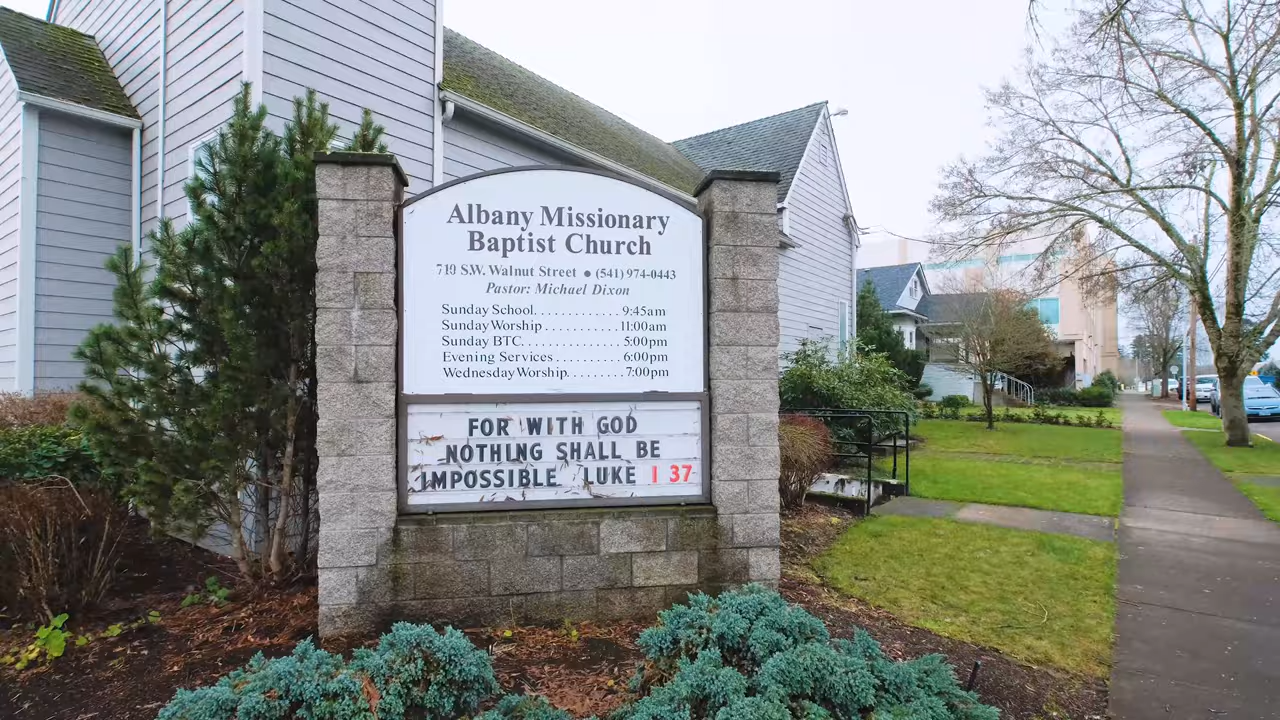 Albany Missionary
Baptist Church
719 S.W. Walnut Street ● (541) 974-0443
Pastor: Michael Dixon
Sunday School............ 9:45am
Sunday Worship.......... 11:00am
Sunday BTC............... 5:00pm
Evening Services.......... 6:00pm
Wednesday Worship........ 7:00pm
FOR WITH GOD
NOTHING SHALL BE
IMPOSSIBLE LUKE 1 37